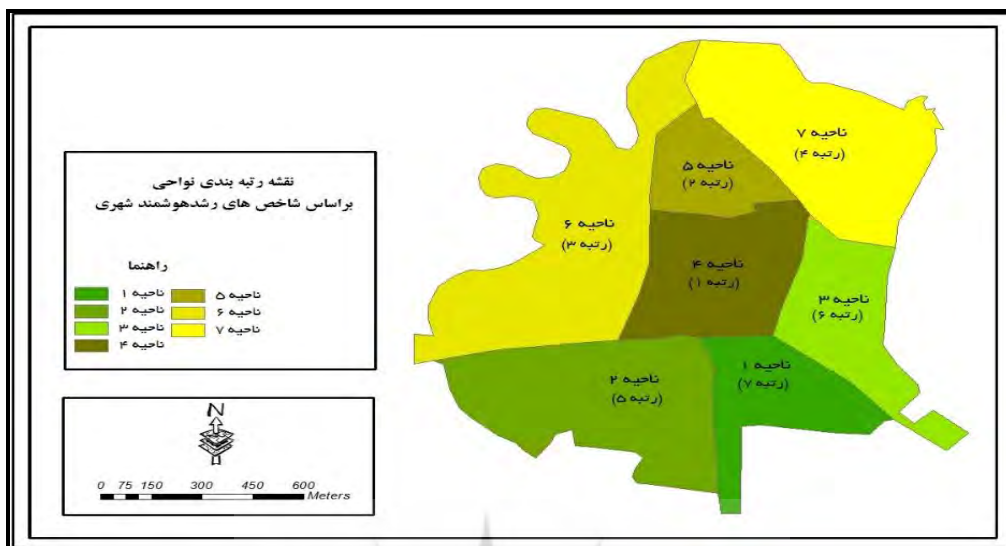 نقشه رتبه بندی نواحی
براساس شاخص های رشدهوشمند شهری
راهنما
ناحیه ۱
ناحیه ۲
ناحیه ۳
ناحیه ۴
ناحیه ۵
ناحیه ۶
ناحیه ۷
N
0 75 150 300 450 600
Meters
ناحیه ۷
(رتبه ۴)
ناحیه ۵
(رتبه ۲)
ناحیه ۶
(رتبه ۳)
ناحیه ۴
(رتبه ۱)
ناحیه ۳
(رتبه ۶)
ناحیه ۱
(رتبه ۷)
ناحیه ۲
(رتبه ۵)